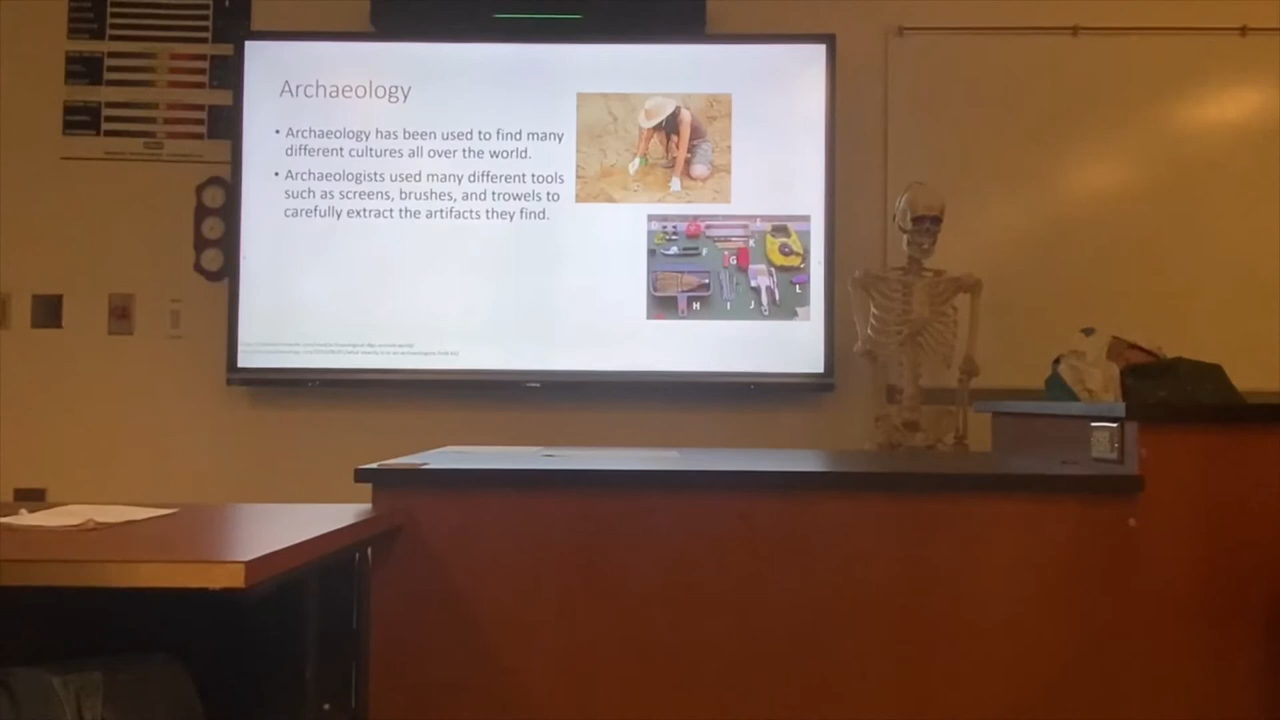 Archaeology
• Archaeology has been used to find many
different cultures all over the world.
• Archaeologists used many different tools
such as screens, brushes, and trowels to
carefully extract the artifacts they find.
D
E
F
K
G
L
H
I
J